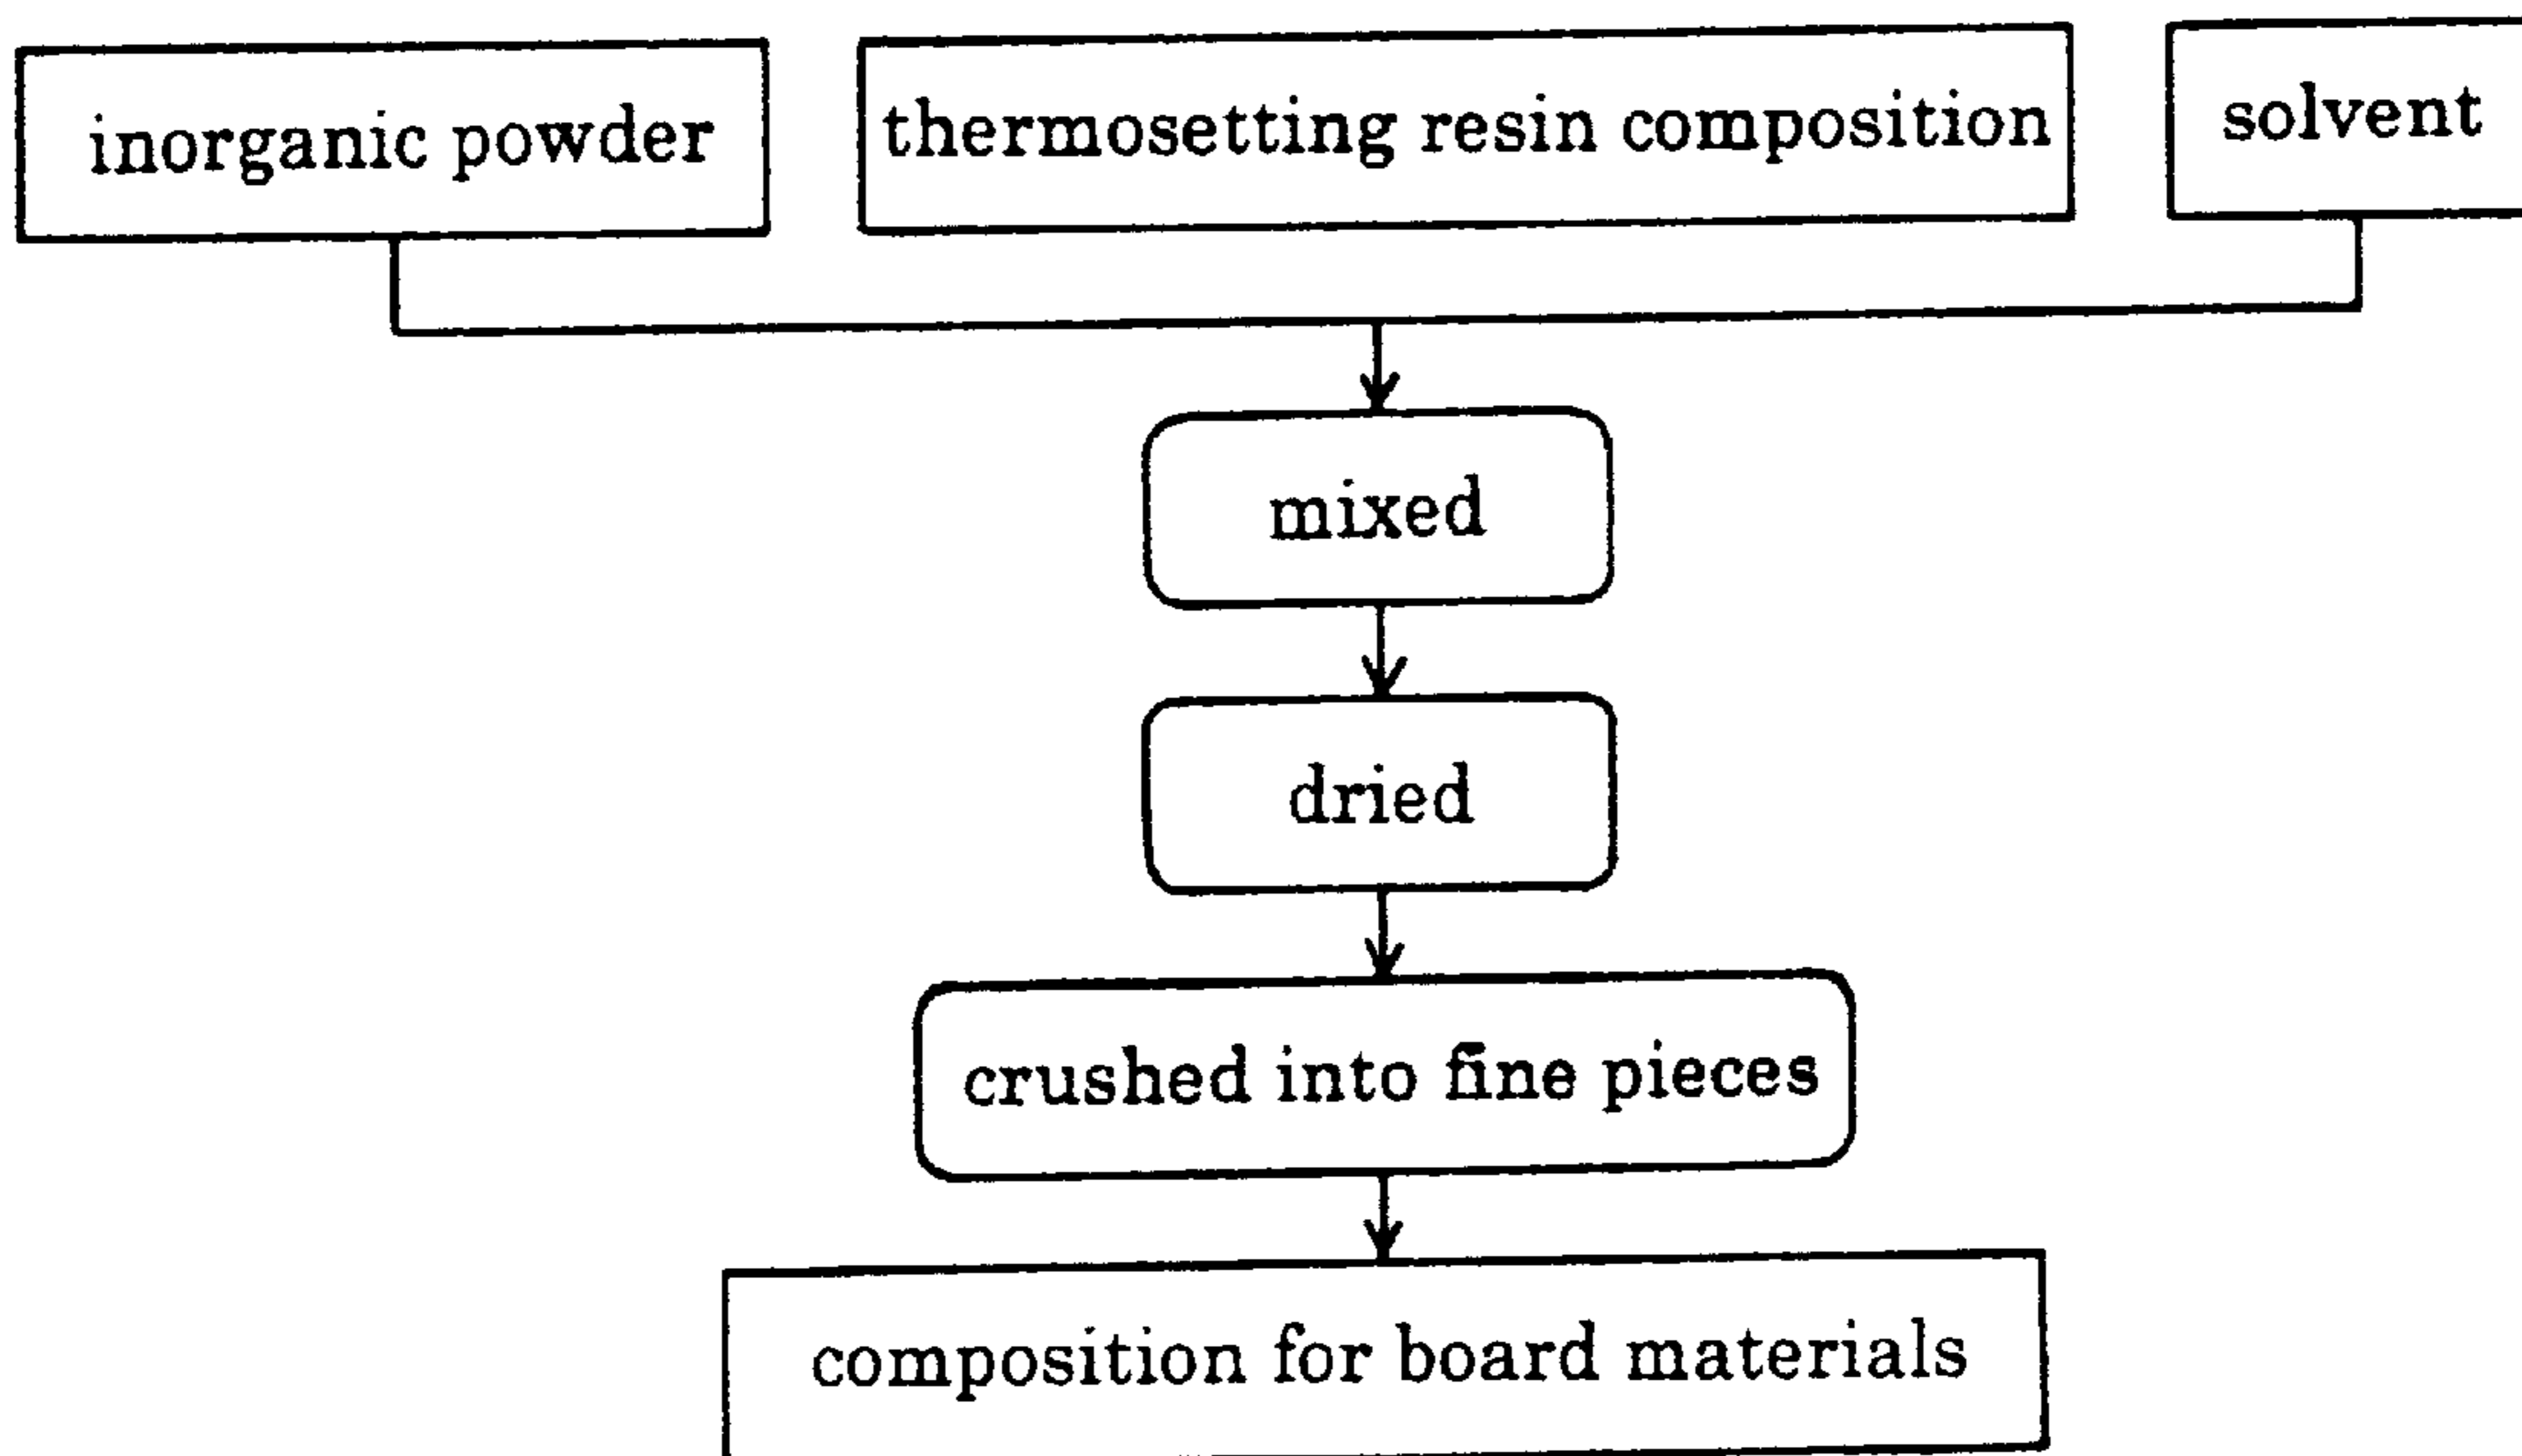 inorganic powder
thermosetting resin composition
solvent
mixed
dried
crushed into fine pieces
composition for board materials